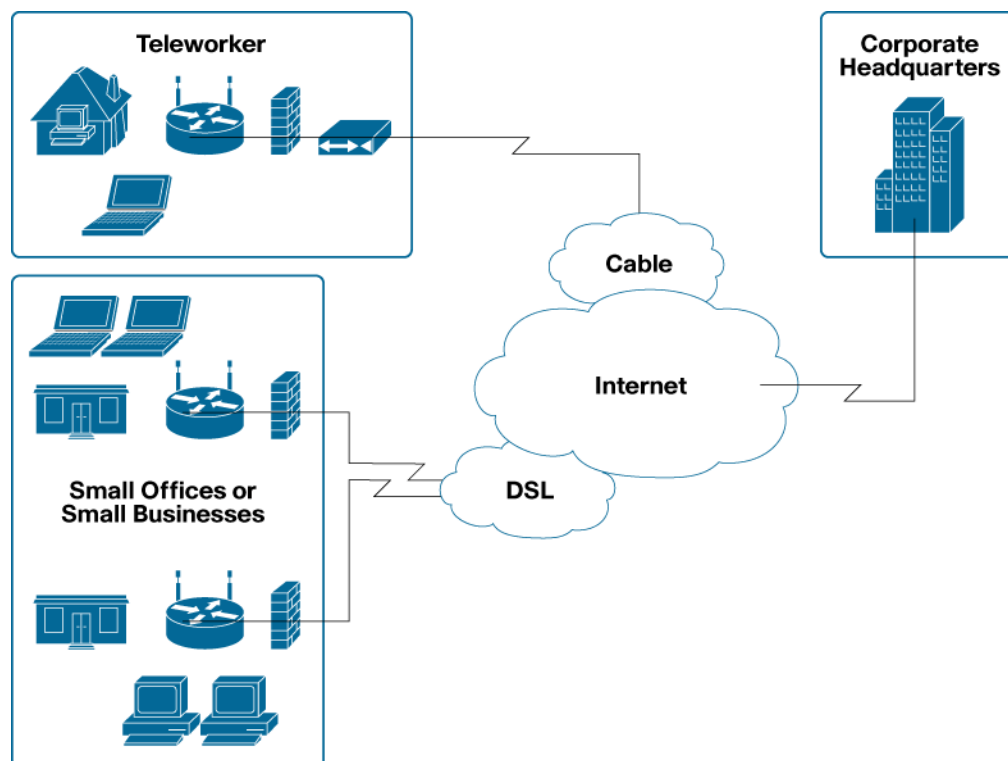 Teleworker
Corporate
Headquarters
Cable
Internet
DSL
Small Offices or
Small Businesses